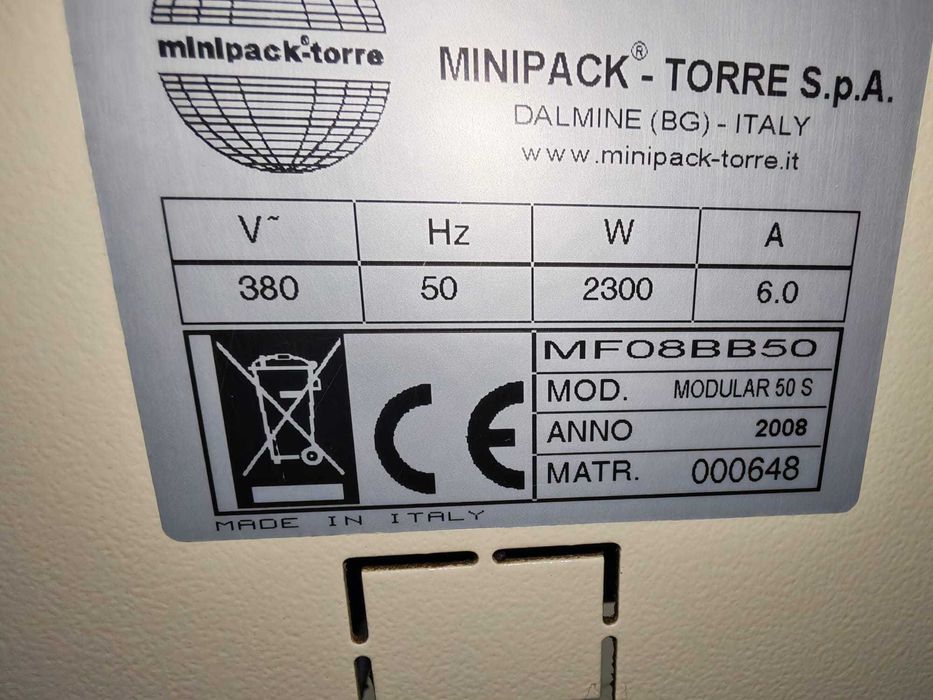 minipack®-torre
MINIPACK® - TORRE S.p.A.
DALMINE (BG) - ITALY
www.minipack-torre.it
V~ Hz W A
380 50 2300 6.0
MF08BB50
MOD. MODULAR 50 S
ANNO 2008
MATR. 000648
CE
MADE IN ITALY